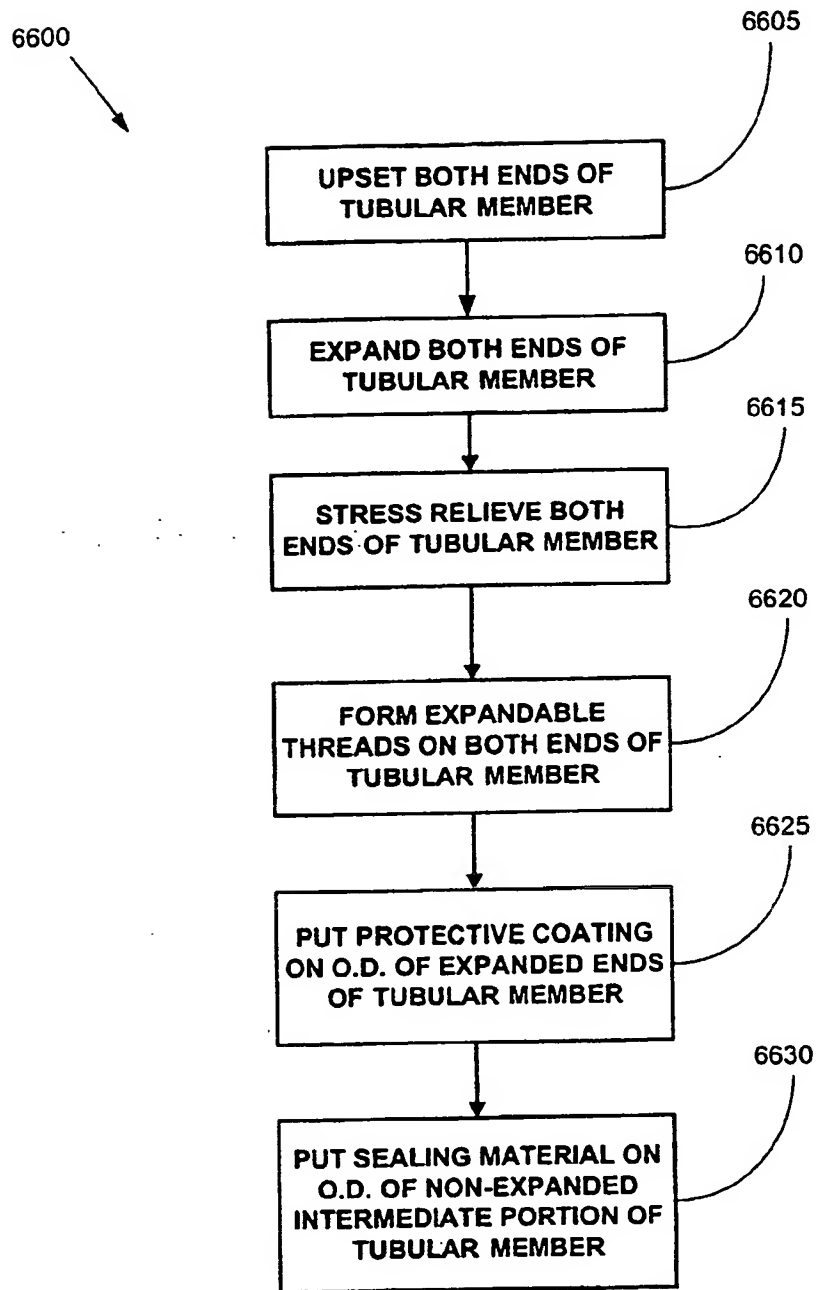 6600
6605
UPSET BOTH ENDS OF
TUBULAR MEMBER
6610
EXPAND BOTH ENDS OF
TUBULAR MEMBER
6615
STRESS RELIEVE BOTH
ENDS OF TUBULAR MEMBER
6620
FORM EXPANDABLE
THREADS ON BOTH ENDS OF
TUBULAR MEMBER
6625
PUT PROTECTIVE COATING
ON O.D. OF EXPANDED ENDS
OF TUBULAR MEMBER
6630
PUT SEALING MATERIAL ON
O.D. OF NON-EXPANDED
INTERMEDIATE PORTION OF
TUBULAR MEMBER